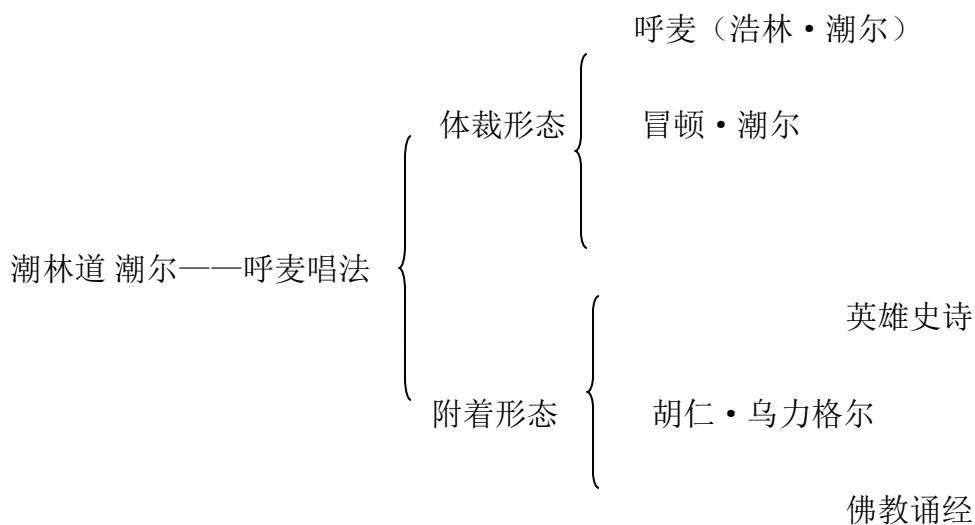 呼麦（浩林·潮尔）
体裁形态
冒顿·潮尔
潮林道 潮尔——呼麦唱法
英雄史诗
附着形态
胡仁·乌力格尔
佛教诵经